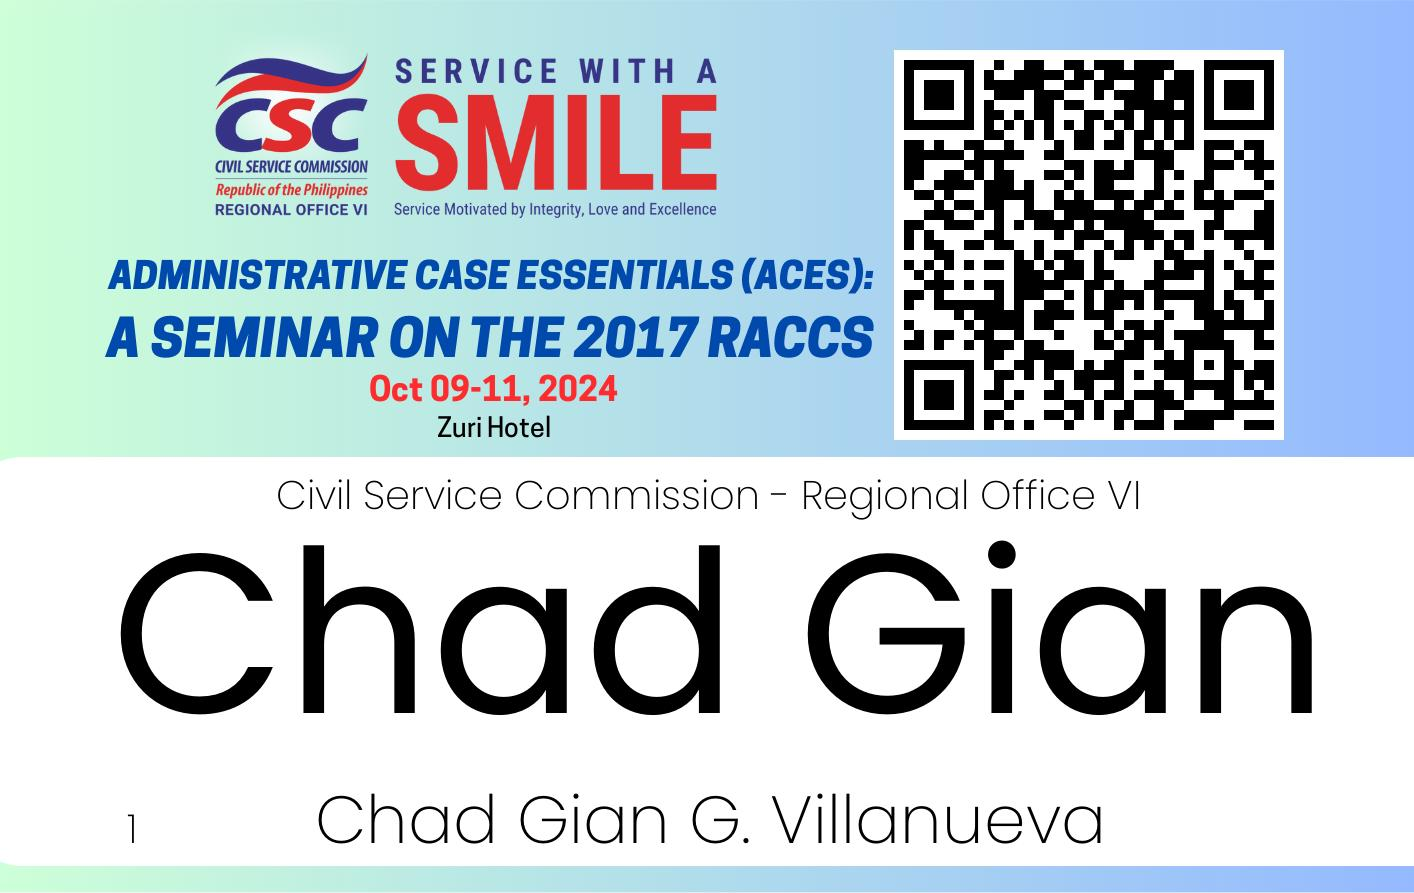 CSC
CIVIL SERVICE COMMISSION
Republic of the Philippines
REGIONAL OFFICE VI
SERVICE WITH A
SMILE
Service Motivated by Integrity, Love and Excellence
ADMINISTRATIVE CASE ESSENTIALS (ACES):
A SEMINAR ON THE 2017 RACCS
Oct 09-11, 2024
Zuri Hotel
Civil Service Commission - Regional Office VI
Chad Gian
1
Chad Gian G. Villanueva